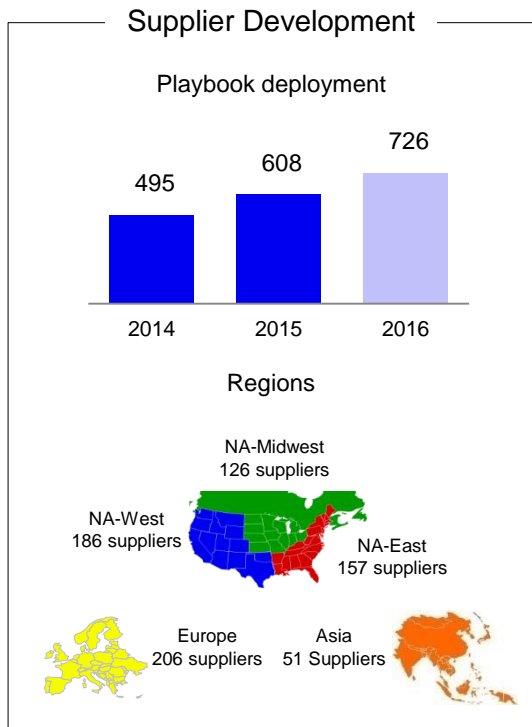 Supplier Development
Playbook deployment
495
608
726
2014
2015
2016
Regions
NA-Midwest
126 suppliers
NA-West
186 suppliers
NA-East
157 suppliers
Europe
206 suppliers
Asia
51 Suppliers